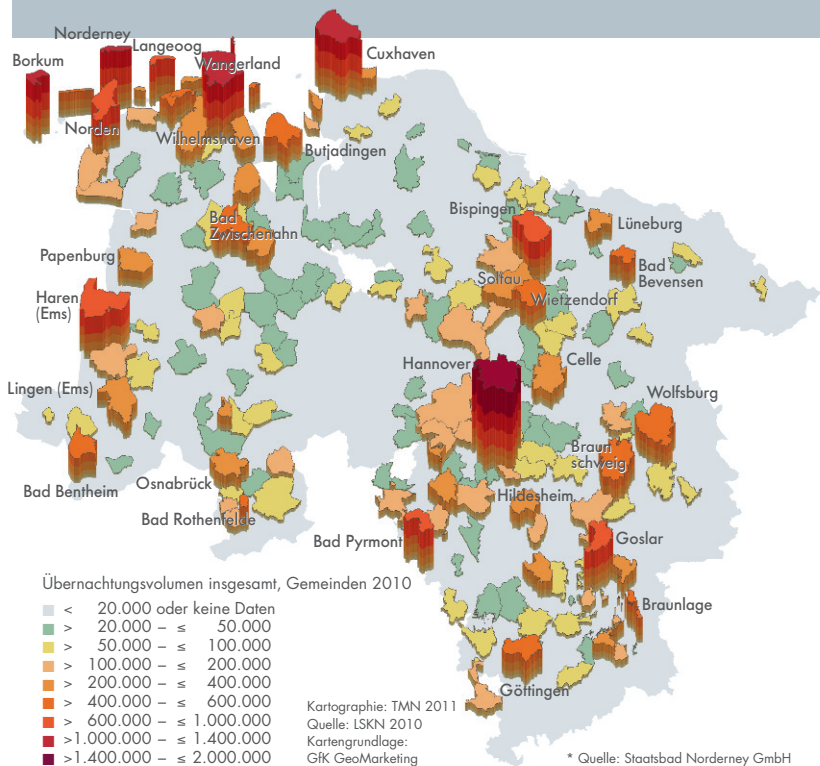 Norderney
Langeoog
Borkum
Wangerland
Cuxhaven
Norden
Wilhelmshaven
Butjadingen
Bispingen
Lüneburg
Bad
Zwischenahn
Papenburg
Soltau
Bad
Bevensen
Haren
(Ems)
Wietzendorf
Hannover
Celle
Lingen (Ems)
Wolfsburg
Braun
schweig
Bad Bentheim
Osnabrück
Hildesheim
Bad Rothenfelde
Bad Pyrmont
Goslar
Braunlage
Göttingen
Übernachtungsvolumen insgesamt, Gemeinden 2010
< 20.000 oder keine Daten
> 20.000 – ≤ 50.000
> 50.000 – ≤ 100.000
> 100.000 – ≤ 200.000
> 200.000 – ≤ 400.000
> 400.000 – ≤ 600.000
> 600.000 – ≤ 1.000.000
>1.000.000 – ≤ 1.400.000
>1.400.000 – ≤ 2.000.000
Kartographie: TMN 2011
Quelle: LSKN 2010
Kartengrundlage:
GfK GeoMarketing
* Quelle: Staatsbad Norderney GmbH